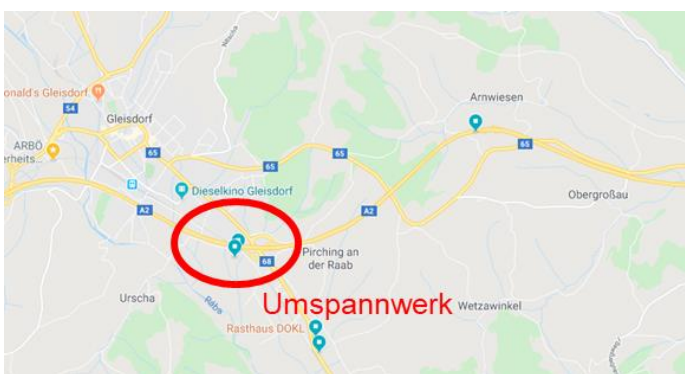 onald's Gleisdorf
54
Gleisdorf
Arnwiesen
ARBÖ
erheits...
65
65
65
65
Dieselkino Gleisdorf
Obergroßau
A2
A2
Pirching an
der Raab
68
Urscha
Umspannwerk
Wetzawinkel
Rasthaus DOKL